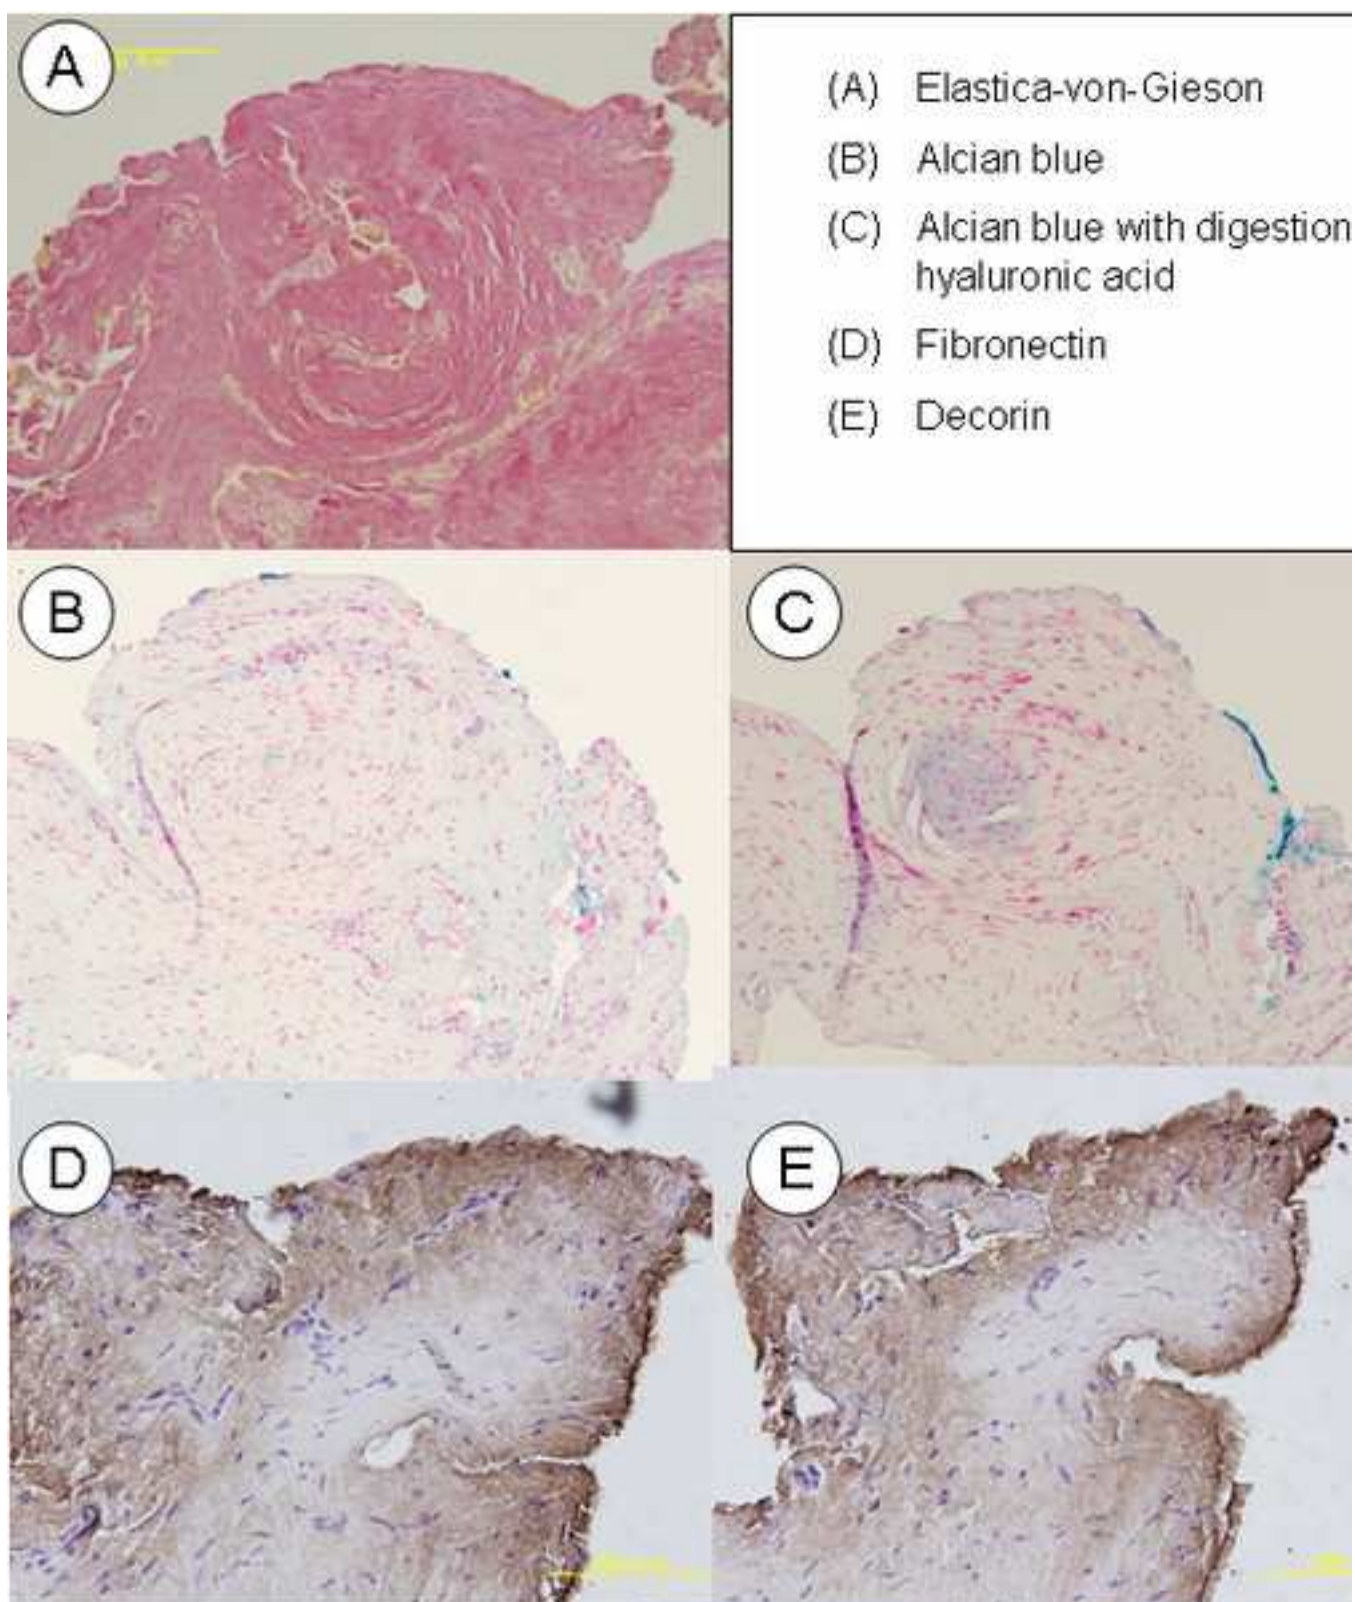 A
(A) Elastica-von-Gieson
(B) Alcian blue
(C) Alcian blue with digestion
hyaluronic acid
(D) Fibronectin
(E) Decorin
B
C
D
E